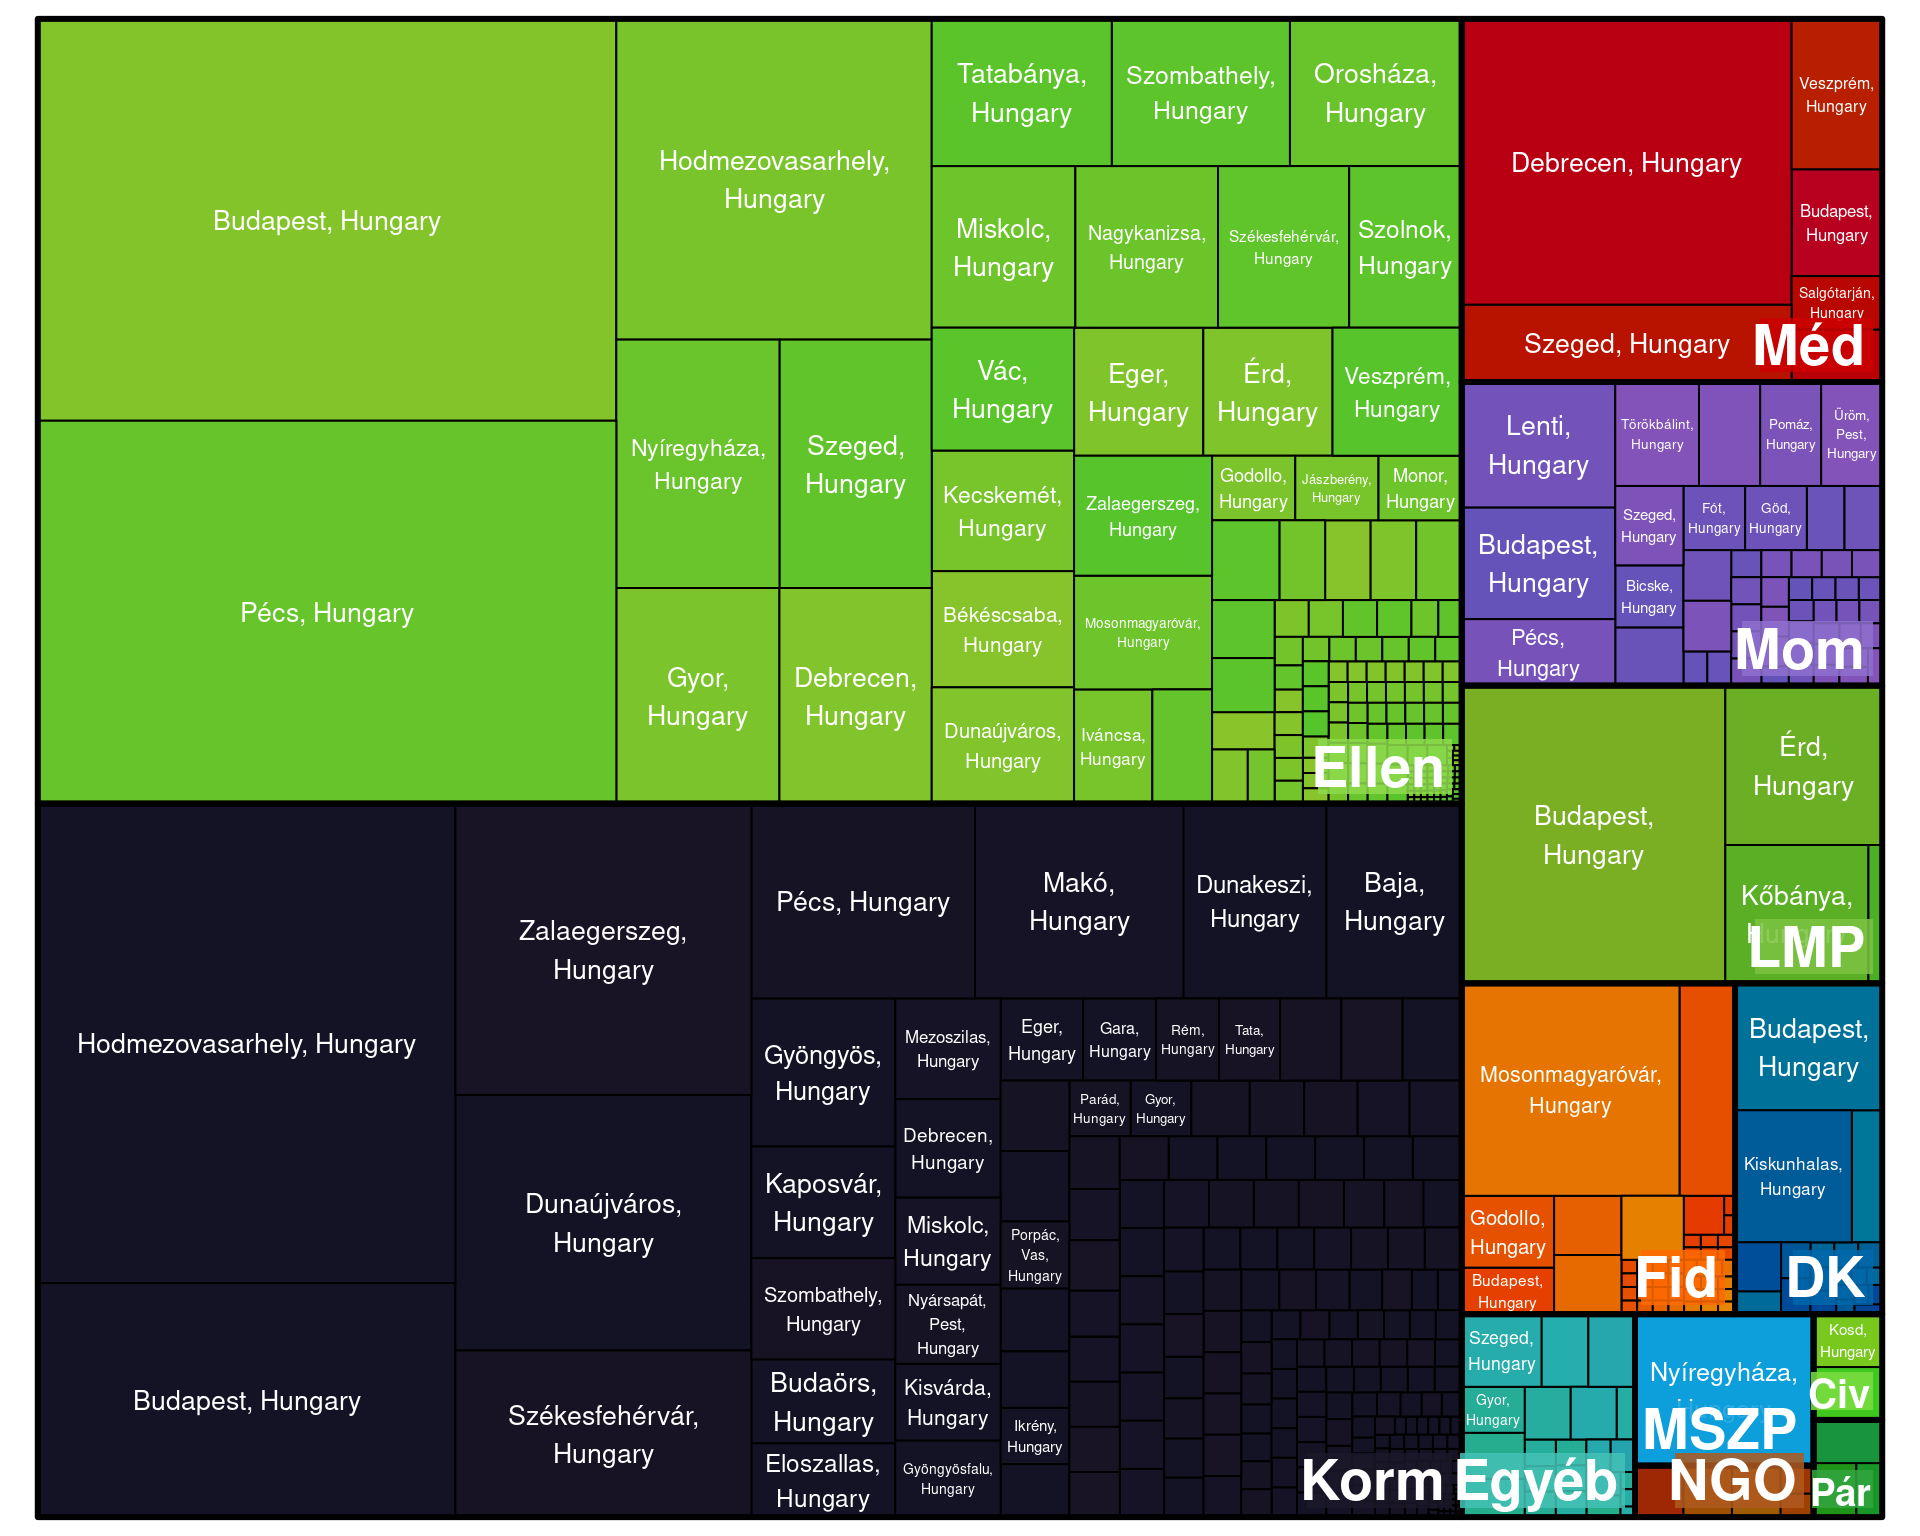 Budapest, Hungary
Pécs, Hungary
Hodmezovasarhely,
Hungary
Nyíregyháza,
Hungary
Szeged,
Hungary
Gyor,
Hungary
Debrecen,
Hungary
Tatabánya,
Hungary
Szombathely,
Hungary
Orosháza,
Hungary
Miskolc,
Hungary
Nagykanizsa,
Hungary
Székesfehérvár,
Hungary
Szolnok,
Hungary
Vác,
Hungary
Eger,
Hungary
Érd,
Hungary
Veszprém,
Hungary
Kecskemét,
Hungary
Zalaegerszeg,
Hungary
Godollo,
Hungary
Jászberény,
Hungary
Monor,
Hungary
Békéscsaba,
Hungary
Mosonmagyaróvár,
Hungary
Dunaújváros,
Hungary
Iváncsa,
Hungary
Ellen
Hodmezovasarhely, Hungary
Budapest, Hungary
Zalaegerszeg,
Hungary
Dunaújváros,
Hungary
Székesfehérvár,
Hungary
Pécs, Hungary
Makó,
Hungary
Dunakeszi,
Hungary
Baja,
Hungary
Gyöngyös,
Hungary
Kaposvár,
Hungary
Szombathely,
Hungary
Budaörs,
Hungary
Eloszallas,
Hungary
Mezoszilas,
Hungary
Debrecen,
Hungary
Miskolc,
Hungary
Nyársapát,
Pest,
Hungary
Kisvárda,
Hungary
Gyöngyösfalu,
Hungary
Eger,
Hungary
Gara,
Hungary
Rém,
Hungary
Tata,
Hungary
Parád,
Hungary
Gyor,
Hungary
Porpác,
Vas,
Hungary
Ikrény,
Hungary
Korm
Debrecen, Hungary
Szeged, Hungary
Veszprém,
Hungary
Budapest,
Hungary
Salgótarján,
Hungary
Méd
Lenti,
Hungary
Budapest,
Hungary
Pécs,
Hungary
Törökbálint,
Hungary
Pomáz,
Hungary
Üröm,
Pest,
Hungary
Szeged,
Hungary
Fót,
Hungary
Göd,
Hungary
Bicske,
Hungary
Mom
Budapest,
Hungary
Érd,
Hungary
Kőbánya,
LMP
Mosonmagyaróvár,
Hungary
Godollo,
Hungary
Budapest,
Hungary
Fid
Budapest,
Hungary
Kiskunhalas,
Hungary
DK
Szeged,
Hungary
Gyor,
Hungary
Egyéb
Nyíregyháza,
MSZP
Kosd,
Hungary
Civ
NGO
Pár